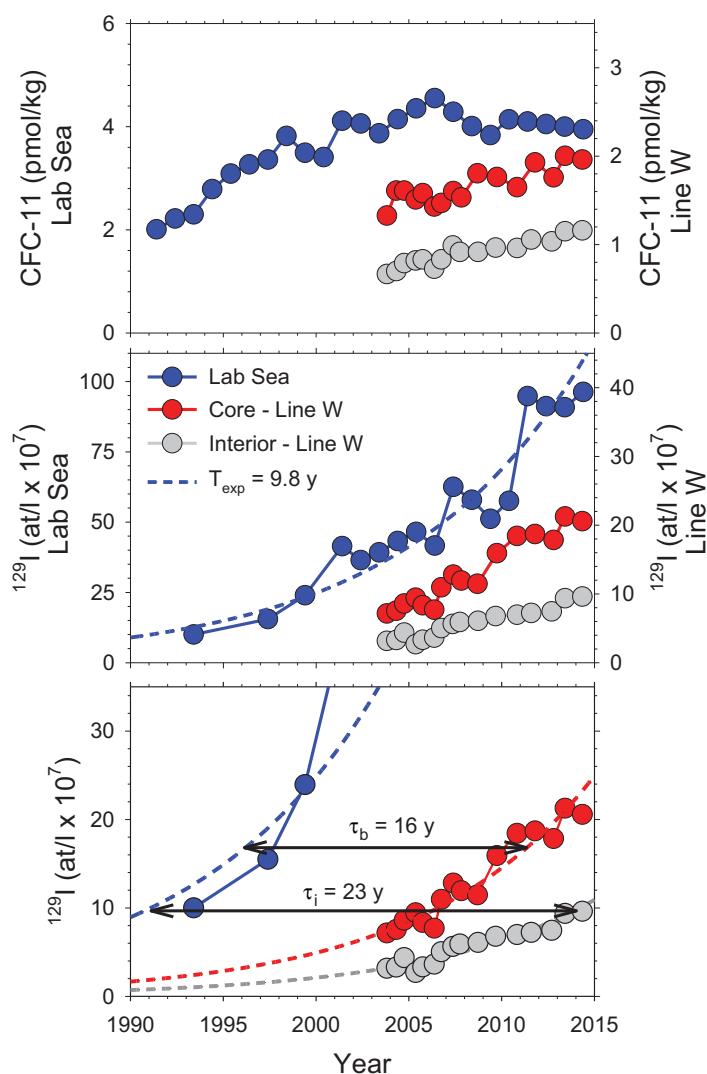 6
4
2
0
CFC-11 (pmol/kg)
Lab Sea
3
2
1
0
CFC-11 (pmol/kg)
Line W
100
75
50
25
0
¹²⁹I (at/l x 10⁷)
Lab Sea
Lab Sea
Core - Line W
Interior - Line W
T_exp = 9.8 y
40
30
20
10
0
¹²⁹I (at/l x 10⁷)
Line W
30
20
10
0
¹²⁹I (at/l x 10⁷)
τ_b = 16 y
τ_i = 23 y
1990 1995 2000 2005 2010 2015
Year